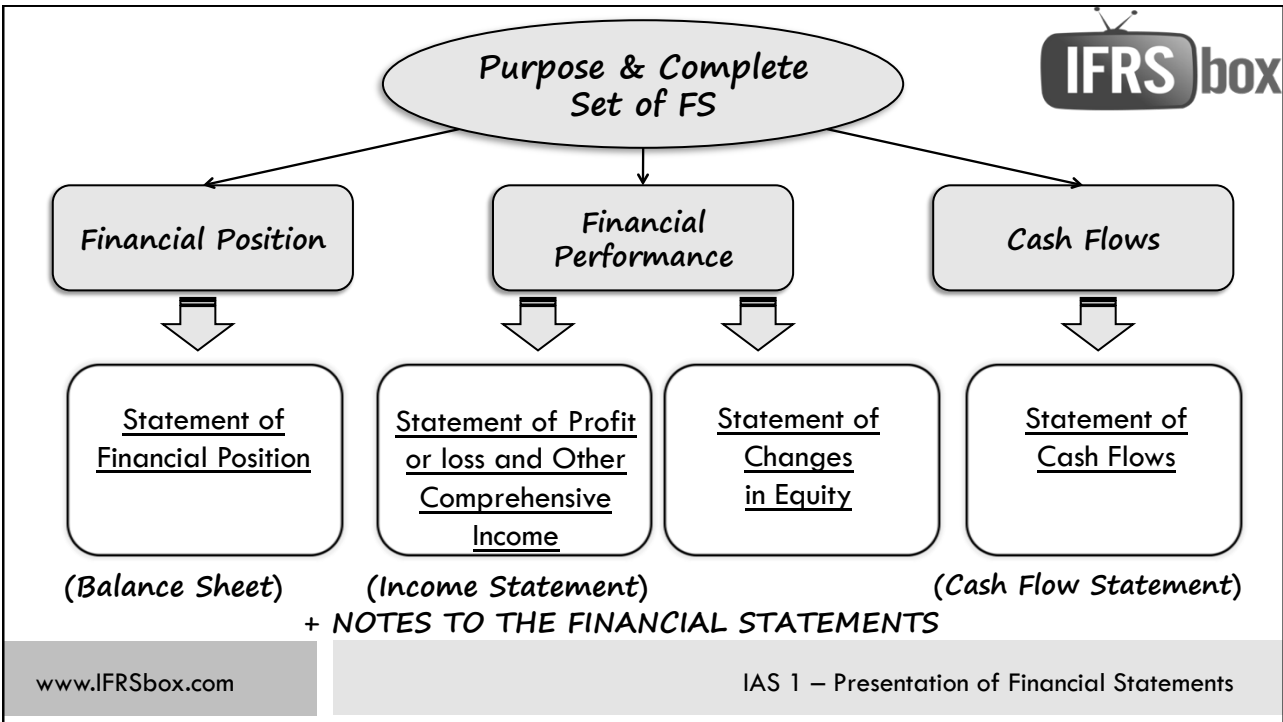 Purpose & Complete
Set of FS
IFRS box
Financial Position
Financial
Performance
Cash Flows
Statement of
Financial Position
Statement of Profit
or loss and Other
Comprehensive
Income
Statement of
Changes
in Equity
Statement of
Cash Flows
(Balance Sheet)
(Income Statement)
(Cash Flow Statement)
+ NOTES TO THE FINANCIAL STATEMENTS
www.IFRSbox.com
IAS 1 – Presentation of Financial Statements